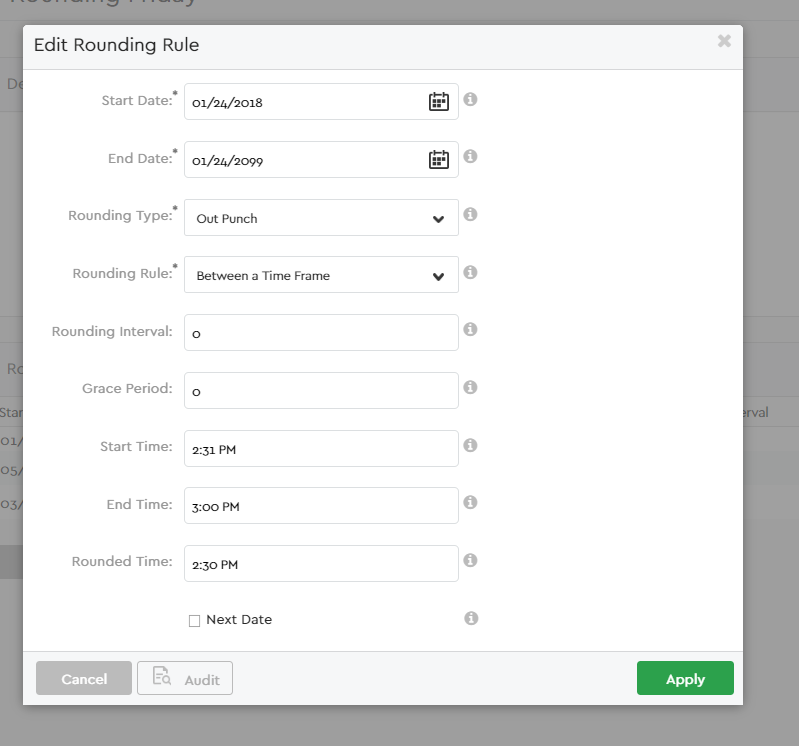 Rounding Friday
Edit Rounding Rule
De
Start Date:*
01/24/2018
End Date:*
01/24/2099
Rounding Type:*
Out Punch
Rounding Rule:*
Between a Time Frame
Rounding Interval:
0
Ro
Grace Period:
0
Star
erval
01/
Start Time:
2:31 PM
05/
End Time:
3:00 PM
03/
Rounded Time:
2:30 PM
Next Date
Cancel
Audit
Apply